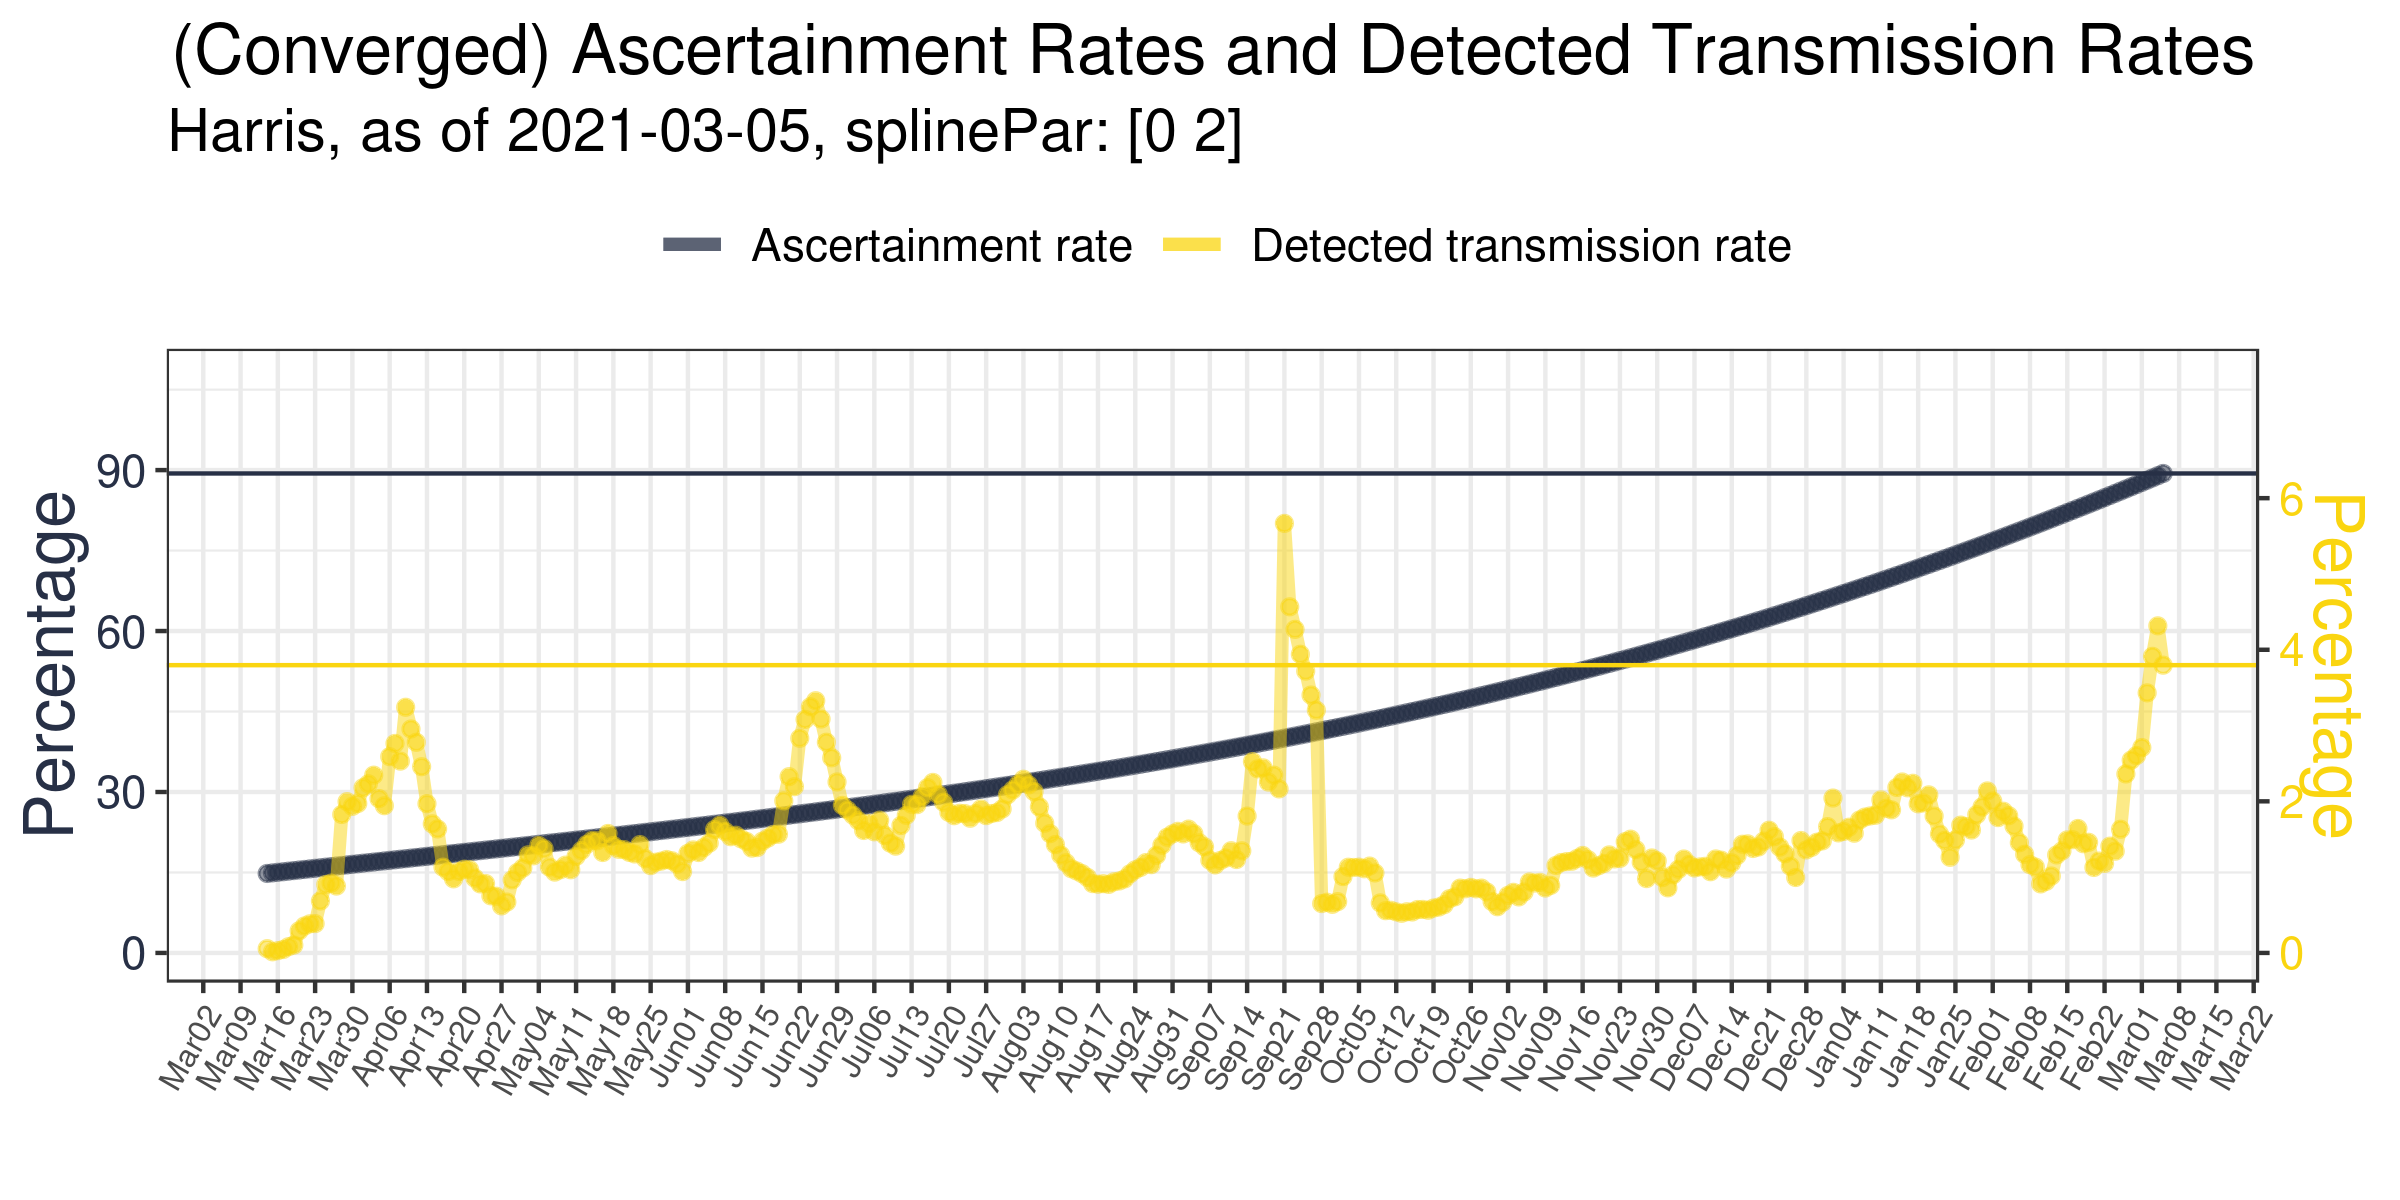 (Converged) Ascertainment Rates and Detected Transmission Rates
Harris, as of 2021-03-05, splinePar: [0 2]
Ascertainment rate
Detected transmission rate
Percentage
90
60
30
0
6
4
2
0
Percentage
Mar02
Mar09
Mar16
Mar23
Mar30
Apr06
Apr13
Apr20
Apr27
May04
May11
May18
May25
Jun01
Jun08
Jun15
Jun22
Jun29
Jul06
Jul13
Jul20
Jul27
Aug03
Aug10
Aug17
Aug24
Aug31
Sep07
Sep14
Sep21
Sep28
Oct05
Oct12
Oct19
Oct26
Nov02
Nov09
Nov16
Nov23
Nov30
Dec07
Dec14
Dec21
Dec28
Jan04
Jan11
Jan18
Jan25
Feb01
Feb08
Feb15
Feb22
Mar01
Mar08
Mar15
Mar22